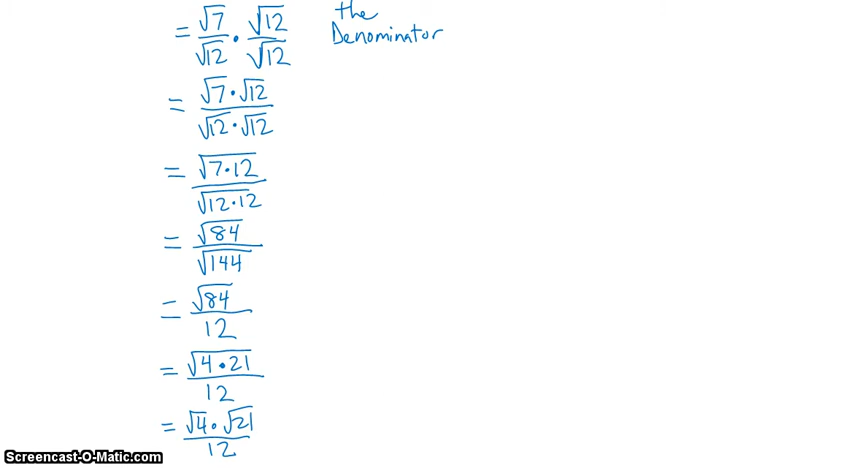 the
Denominator
= √7/√12 · √12/√12
= √7 · √12 / √12 · √12
= √7·12 / √12·12
= √84 / √144
= √84 / 12
= √4·21 / 12
= √4 · √21 / 12
Screencast-O-Matic.com